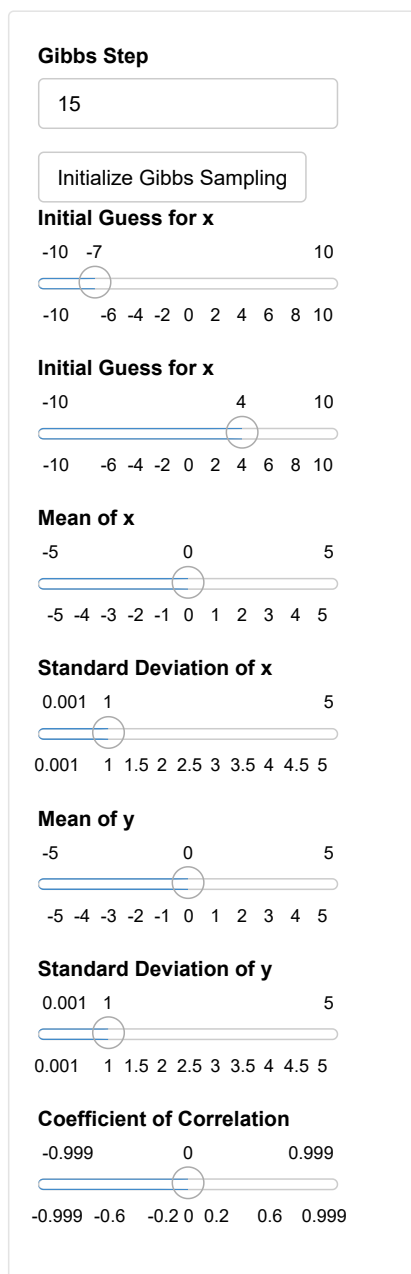 Gibbs Step
15
Initialize Gibbs Sampling
Initial Guess for x
-10 -7 10
-10 -6 -4 -2 0 2 4 6 8 10
Initial Guess for x
-10 4 10
-10 -6 -4 -2 0 2 4 6 8 10
Mean of x
-5 0 5
-5 -4 -3 -2 -1 0 1 2 3 4 5
Standard Deviation of x
0.001 1 5
0.001 1 1.5 2 2.5 3 3.5 4 4.5 5
Mean of y
-5 0 5
-5 -4 -3 -2 -1 0 1 2 3 4 5
Standard Deviation of y
0.001 1 5
0.001 1 1.5 2 2.5 3 3.5 4 4.5 5
Coefficient of Correlation
-0.999 0 0.999
-0.999 -0.6 -0.2 0 0.2 0.6 0.999